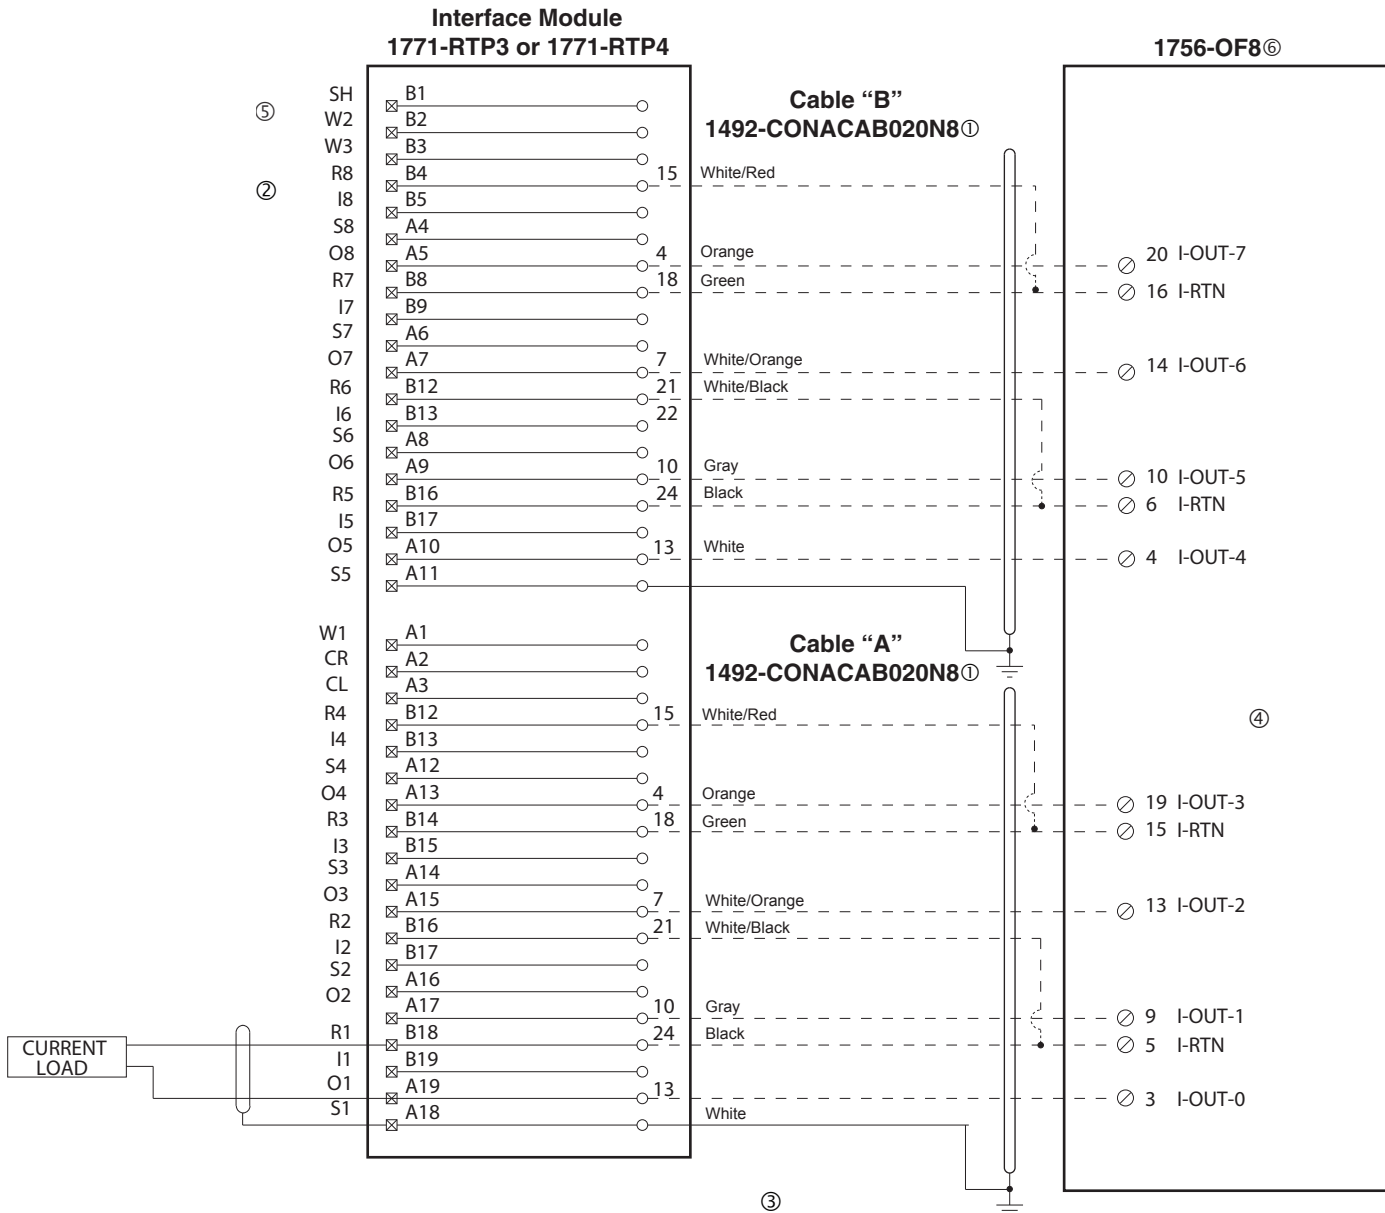 Interface Module
1771-RTP3 or 1771-RTP4
1756-OF8⑥
Cable “B”
1492-CONACAB020N8①
⑤
②
SH B1
W2 B2
W3 B3
R8 B4 15 White/Red
I8 B5
S8 A4
O8 A5 4 Orange 20 I-OUT-7
R7 B8 18 Green 16 I-RTN
I7 B9
S7 A6
O7 A7 7 White/Orange 14 I-OUT-6
R6 B12 21 White/Black
I6 B13 22
S6 A8
O6 A9 10 Gray 10 I-OUT-5
R5 B16 24 Black 6 I-RTN
I5 B17
O5 A10 13 White 4 I-OUT-4
S5 A11
Cable “A”
1492-CONACAB020N8①
W1 A1
CR A2
CL A3
R4 B12 15 White/Red
④
I4 B13
S4 A12
O4 A13 4 Orange 19 I-OUT-3
R3 B14 18 Green 15 I-RTN
I3 B15
S3 A14
O3 A15 7 White/Orange 13 I-OUT-2
R2 B16 21 White/Black
I2 B17
S2 A16
O2 A17 10 Gray 9 I-OUT-1
R1 B18 24 Black 5 I-RTN
CURRENT
LOAD
I1 B19
O1 A19 13 3 I-OUT-0
S1 A18 White
③